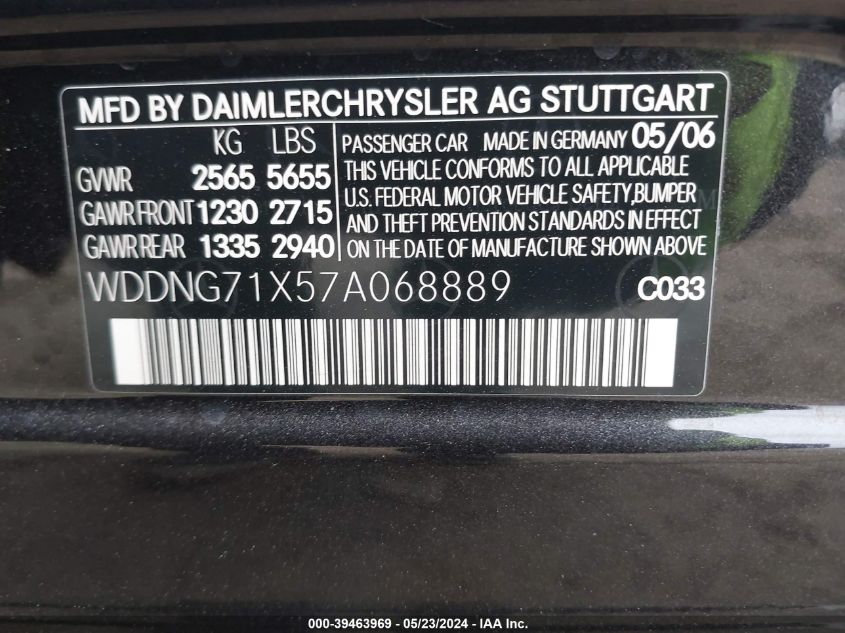 MFD BY DAIMLERCHRYSLER AG STUTTGART
KG LBS
GVWR 2565 5655
GAWR FRONT 1230 2715
GAWR REAR 1335 2940
PASSENGER CAR MADE IN GERMANY 05/06
THIS VEHICLE CONFORMS TO ALL APPLICABLE
U.S. FEDERAL MOTOR VEHICLE SAFETY,BUMPER
AND THEFT PREVENTION STANDARDS IN EFFECT
ON THE DATE OF MANUFACTURE SHOWN ABOVE
WDDNG71X57A068889 C033
000-39463969 / 05/23/2024 - IAA Inc.